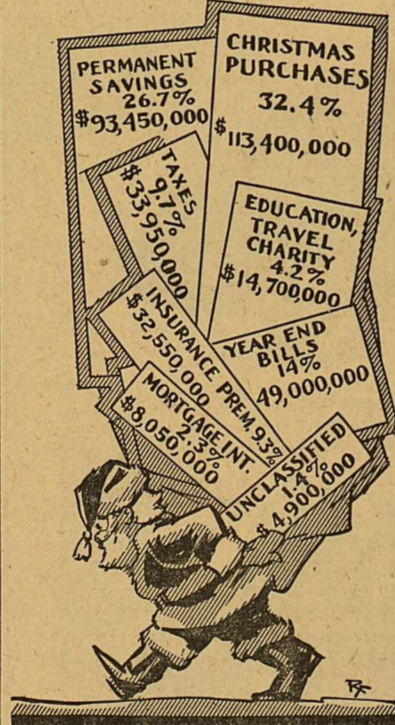 PERMANENT
SAVINGS
26.7%
$93,450,000
CHRISTMAS
PURCHASES
32.4%
$113,400,000
TAXES
9.7%
$33,950,000
EDUCATION,
TRAVEL
CHARITY
4.2%
$14,700,000
INSURANCE PREM. 9.3%
$32,550,000
YEAR END
BILLS
14%
49,000,000
MORTGAGE INT.
2.3%
$8,050,000
UNCLASSIFIED
1.4%
$4,900,000